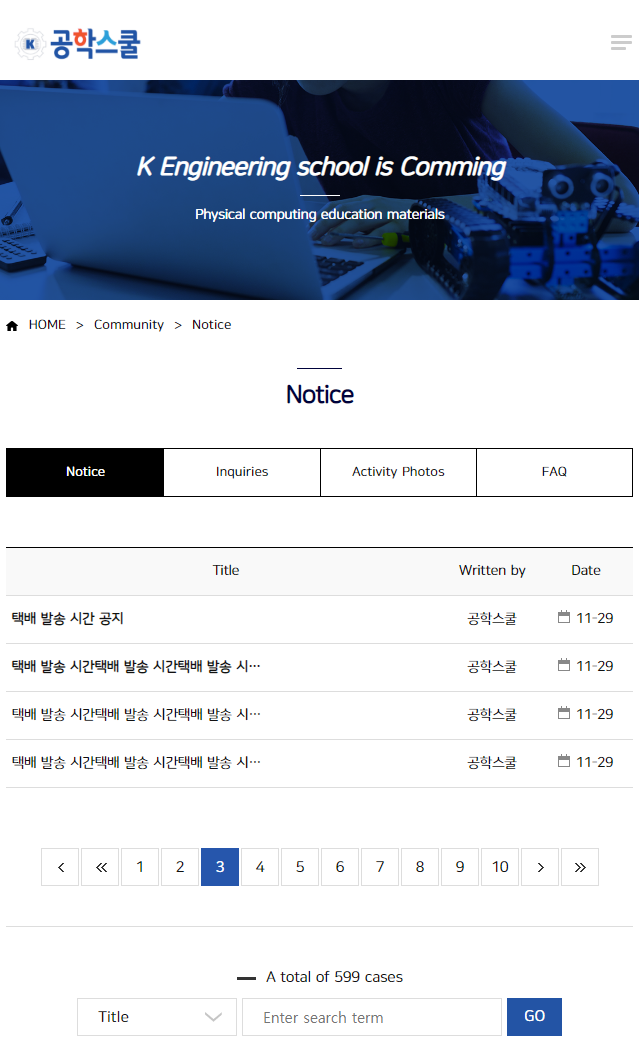 K 공학스쿨
K Engineering school is Comming
Physical computing education materials
HOME > Community > Notice
Notice
Notice Inquiries Activity Photos FAQ
Title Written by Date
택배 발송 시간 공지 공학스쿨 11-29
택배 발송 시간택배 발송 시간택배 발송 시… 공학스쿨 11-29
택배 발송 시간택배 발송 시간택배 발송 시… 공학스쿨 11-29
택배 발송 시간택배 발송 시간택배 발송 시… 공학스쿨 11-29
‹ « 1 2 3 4 5 6 7 8 9 10 › »
A total of 599 cases
Title Enter search term GO